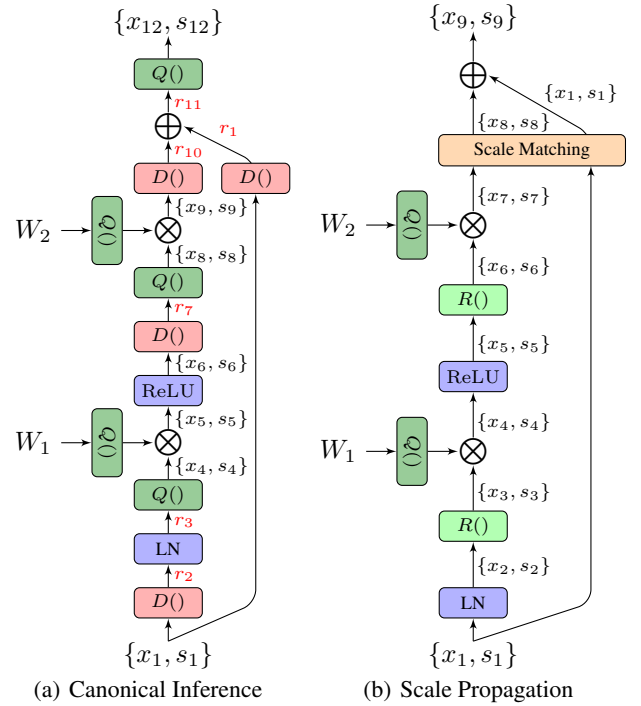 {x12, s12}
Q()
r11
r1
r10
D()
D()
{x9, s9}
W2
Q()
{x8, s8}
Q()
r7
D()
{x6, s6}
ReLU
{x5, s5}
W1
Q()
{x4, s4}
Q()
r3
LN
r2
D()
{x1, s1}
(a) Canonical Inference
{x9, s9}
{x1, s1}
{x8, s8}
Scale Matching
{x7, s7}
W2
Q()
{x6, s6}
R()
{x5, s5}
ReLU
{x4, s4}
W1
Q()
{x3, s3}
R()
{x2, s2}
LN
{x1, s1}
(b) Scale Propagation